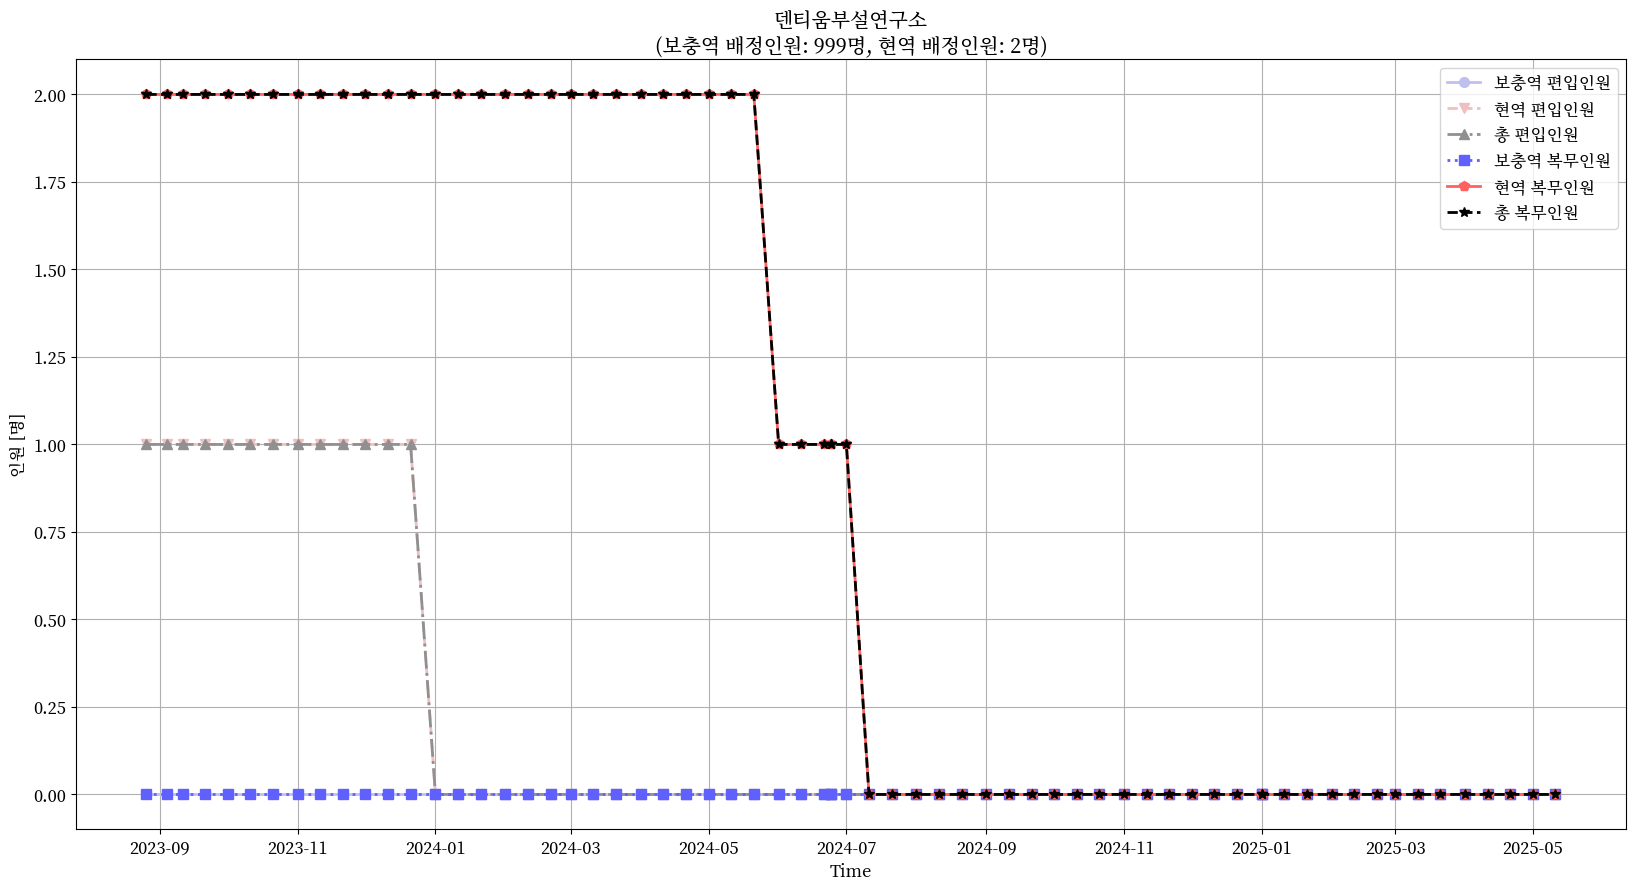 덴티움부설연구소
(보충역 배정인원: 999명, 현역 배정인원: 2명)
보충역 편입인원
현역 편입인원
총 편입인원
보충역 복무인원
현역 복무인원
총 복무인원
인원 [명]
2.00
1.75
1.50
1.25
1.00
0.75
0.50
0.25
0.00
2023-09 2023-11 2024-01 2024-03 2024-05 2024-07 2024-09 2024-11 2025-01 2025-03 2025-05
Time